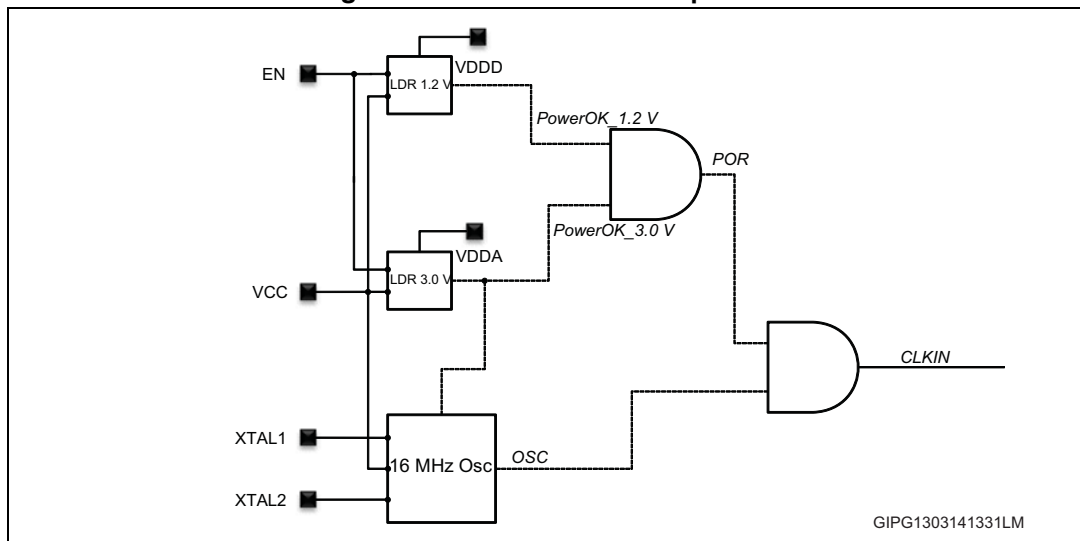 EN
VDDD
LDR 1.2 V
PowerOK_1.2 V
POR
PowerOK_3.0 V
VDDA
LDR 3.0 V
VCC
CLKIN
XTAL1
16 MHz Osc
OSC
XTAL2
GIPG1303141331LM